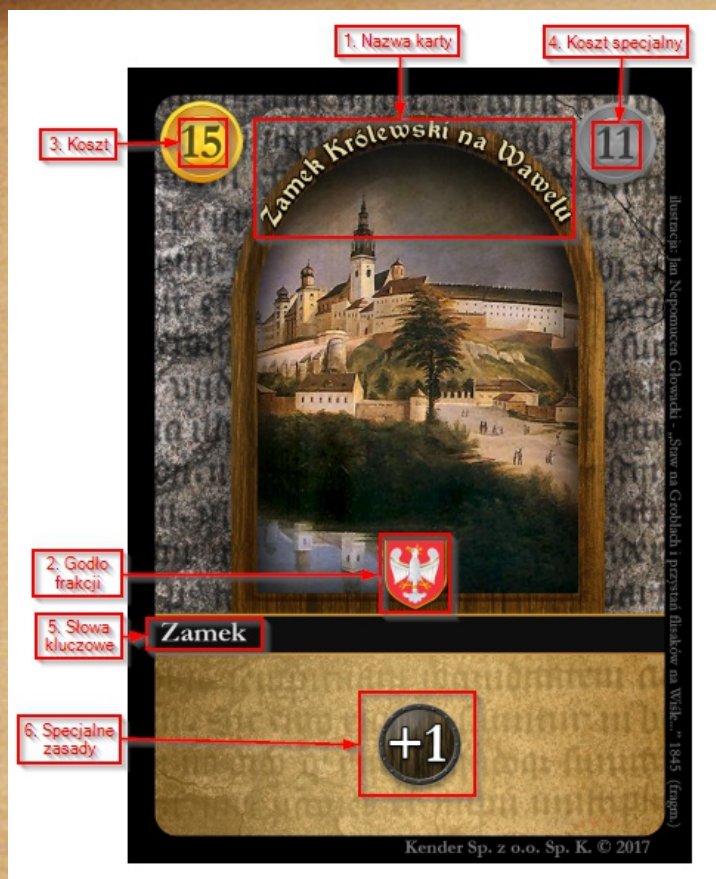 1. Nazwa karty
4. Koszt specjalny
3. Koszt
15
Zamek Królewski na Wawelu
11
ilustracja: Jan Nepomucen Głowacki - „Staw na Groblach i przystań flisaków na Wiśle...” 1845 (fragm.)
2. Godło
frakcji
5. Słowa
kluczowe
Zamek
6. Specjalne
zasady
+1
Kender Sp. z o.o. Sp. K. © 2017